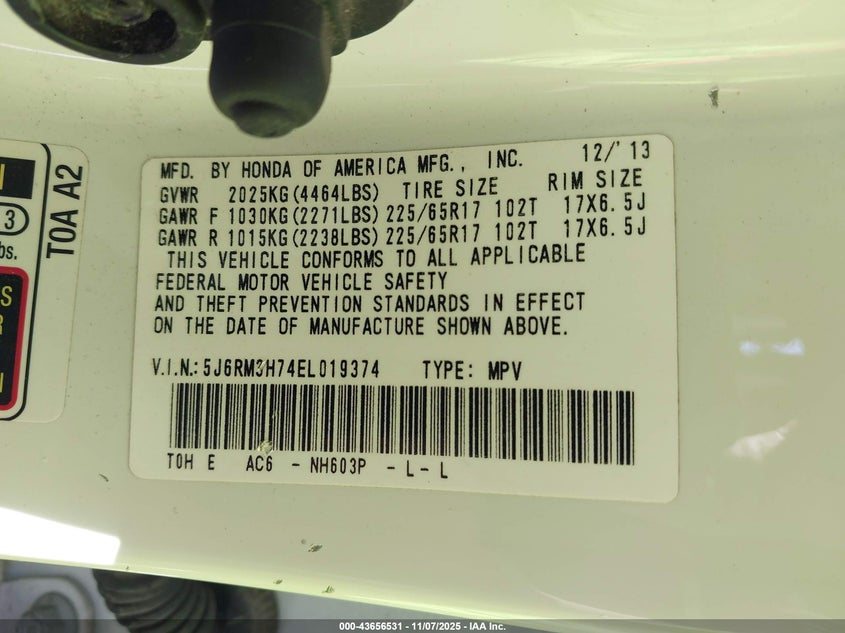 MFD. BY HONDA OF AMERICA MFG., INC. 12/'13
GVWR 2025KG(4464LBS) TIRE SIZE RIM SIZE
GAWR F 1030KG(2271LBS) 225/65R17 102T 17X6.5J
GAWR R 1015KG(2238LBS) 225/65R17 102T 17X6.5J
THIS VEHICLE CONFORMS TO ALL APPLICABLE
FEDERAL MOTOR VEHICLE SAFETY
AND THEFT PREVENTION STANDARDS IN EFFECT
ON THE DATE OF MANUFACTURE SHOWN ABOVE.
V.I.N.: 5J6RM3H74EL019374 TYPE: MPV
T0H E AC6 - NH603P - L - L
T0A A2
3
bs.
000-43656531 - 11/07/2025 - IAA Inc.